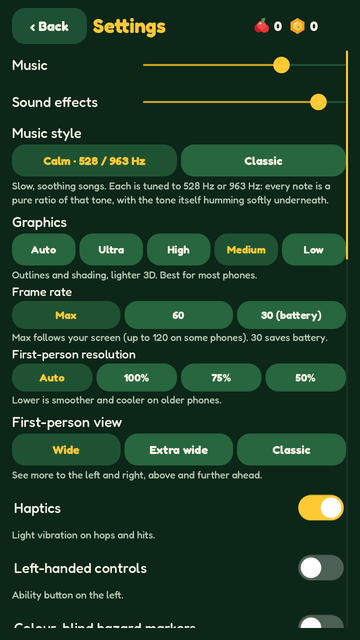 ‹ Back
Settings
0
0
Music
Sound effects
Music style
Calm · 528 / 963 Hz
Classic
Slow, soothing songs. Each is tuned to 528 Hz or 963 Hz: every note is a
pure ratio of that tone, with the tone itself humming softly underneath.
Graphics
Auto
Ultra
High
Medium
Low
Outlines and shading, lighter 3D. Best for most phones.
Frame rate
Max
60
30 (battery)
Max follows your screen (up to 120 on some phones). 30 saves battery.
First-person resolution
Auto
100%
75%
50%
Lower is smoother and cooler on older phones.
First-person view
Wide
Extra wide
Classic
See more to the left and right, above and further ahead.
Haptics
Light vibration on hops and hits.
Left-handed controls
Ability button on the left.
Colour-blind hazard markers